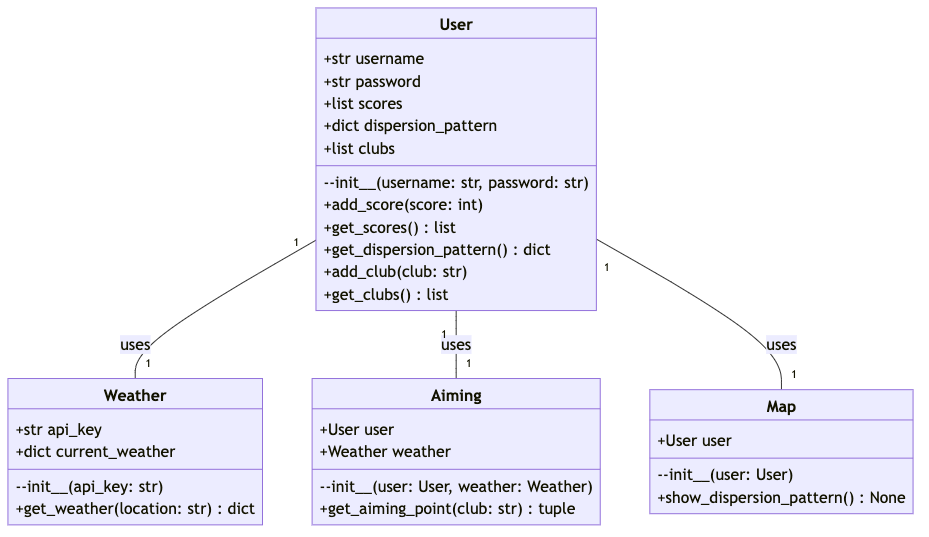 User
+str username
+str password
+list scores
+dict dispersion_pattern
+list clubs
--init__(username: str, password: str)
+add_score(score: int)
+get_scores() : list
+get_dispersion_pattern() : dict
+add_club(club: str)
+get_clubs() : list
1
1
1
uses
uses
uses
1
1
1
Weather
+str api_key
+dict current_weather
--init__(api_key: str)
+get_weather(location: str) : dict
Aiming
+User user
+Weather weather
--init__(user: User, weather: Weather)
+get_aiming_point(club: str) : tuple
Map
+User user
--init__(user: User)
+show_dispersion_pattern() : None